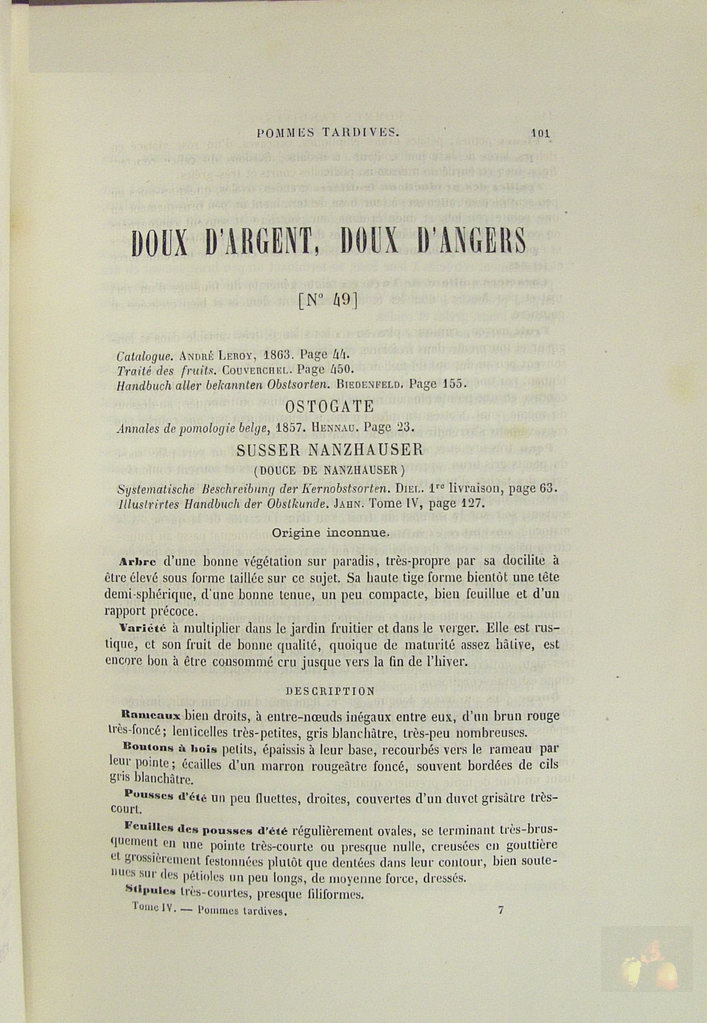 POMMES TARDIVES. 101
DOUX D'ARGENT, DOUX D'ANGERS
[N° 49]
Catalogue. ANDRÉ LEROY, 1863. Page 44.
Traité des fruits. COUVERCHEL. Page 450.
Handbuch aller bekannten Obstsorten. BIEDENFELD. Page 155.
OSTOGATE
Annales de pomologie belge, 1857. HENNAU. Page 23.
SUSSER NANZHAUSER
(DOUCE DE NANZHAUSER)
Systematische Beschreibung der Kernobstsorten. DIEL. 1re livraison, page 63.
Illustrirtes Handbuch der Obstkunde. JAHN. Tome IV, page 127.
Origine inconnue.
Arbre d'une bonne végétation sur paradis, très-propre par sa docilité à
être élevé sous forme taillée sur ce sujet. Sa haute tige forme bientôt une tête
demi-sphérique, d'une bonne tenue, un peu compacte, bien feuillue et d'un
rapport précoce.
Variété à multiplier dans le jardin fruitier et dans le verger. Elle est rus-
tique, et son fruit de bonne qualité, quoique de maturité assez hâtive, est
encore bon à être consommé cru jusque vers la fin de l'hiver.
DESCRIPTION
Rameaux bien droits, à entre-nœuds inégaux entre eux, d'un brun rouge
très-foncé; lenticelles très-petites, gris blanchâtre, très-peu nombreuses.
Boutons à bois petits, épaissis à leur base, recourbés vers le rameau par
leur pointe; écailles d'un marron rougeâtre foncé, souvent bordées de cils
gris blanchâtre.
Pousses d'été un peu fluettes, droites, couvertes d'un duvet grisâtre très-
court.
Feuilles des pousses d'été régulièrement ovales, se terminant très-brus-
quement en une pointe très-courte ou presque nulle, creusées en gouttière
et grossièrement festonnées plutôt que dentées dans leur contour, bien soute-
nues sur des pétioles un peu longs, de moyenne force, dressés.
Stipules très-courtes, presque filiformes.
Tome IV. — Pommes tardives. 7